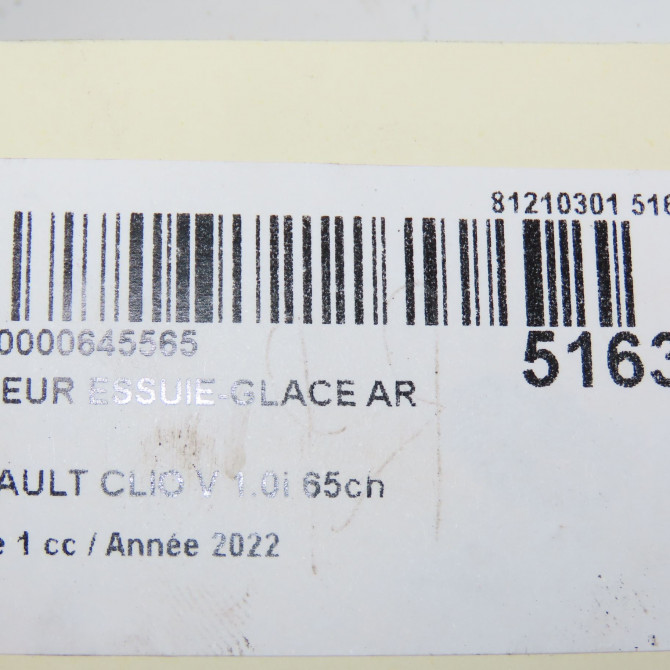 81210301 516
0000645565
5163
EUR ESSUIE-GLACE AR
AULT CLIO V 1.0i 65ch
e 1 cc / Année 2022